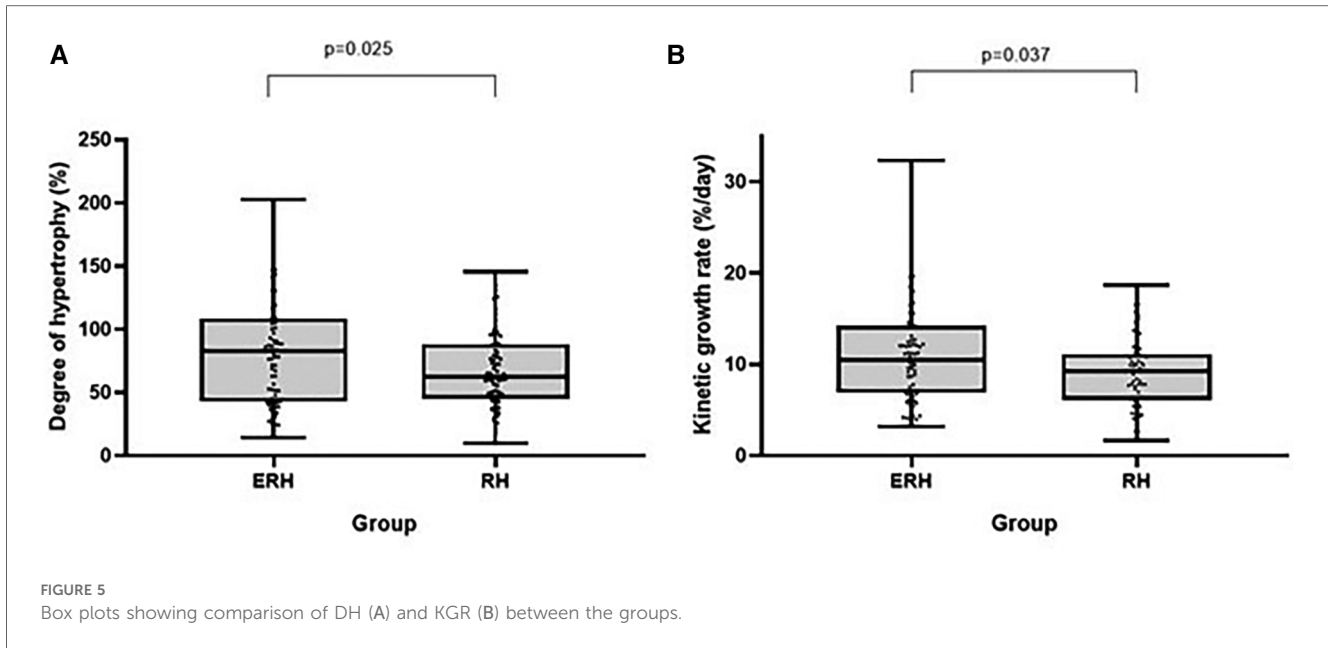 A
p=0.025
250
200
150
100
50
0
Degree of hypertrophy (%)
ERH
RH
Group
B
p=0.037
30
20
10
0
Kinetic growth rate (%/day)
ERH
RH
Group
FIGURE 5
Box plots showing comparison of DH (A) and KGR (B) between the groups.